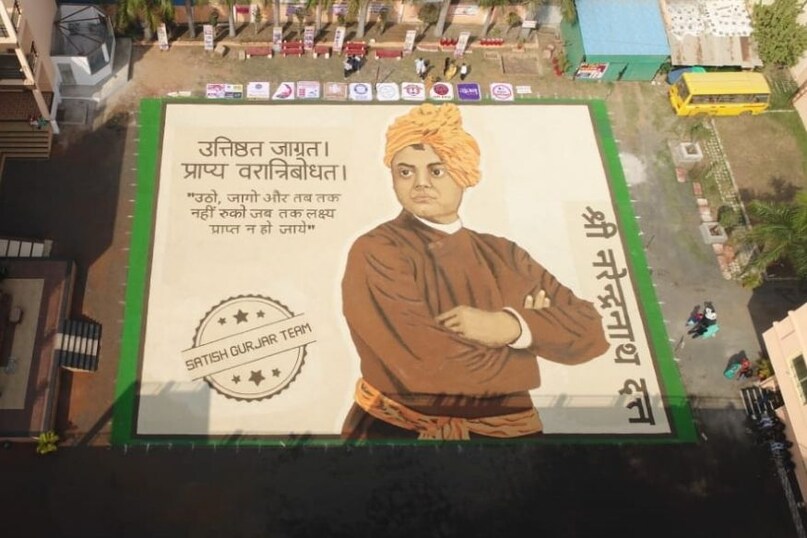 उत्तिष्ठत जाग्रत।
प्राप्य वरान्निबोधत।
"उठो, जागो और तब तक
नहीं रुको जब तक लक्ष्य
प्राप्त न हो जाये"
SATISH GURJAR TEAM
श्री नरेन्द्रनाथ दत्त